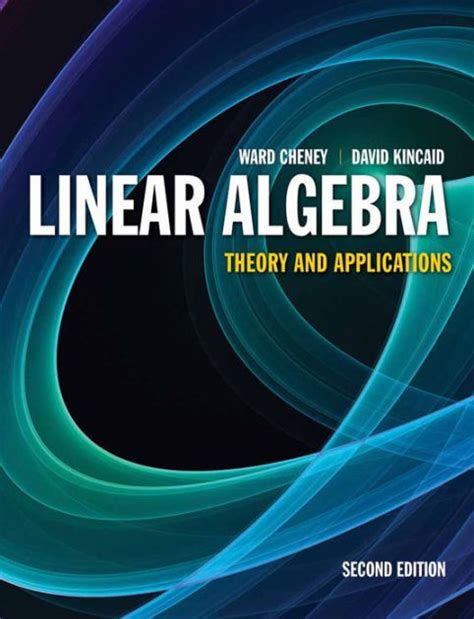 WARD CHENEY | DAVID KINCAID
LINEAR ALGEBRA
THEORY AND APPLICATIONS
SECOND EDITION